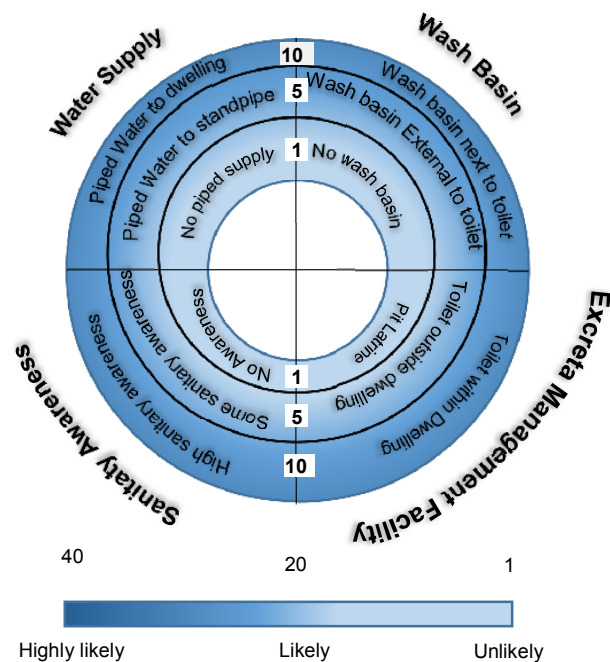 Water Supply
Wash Basin
10
Piped Water to dwelling
Wash basin next to toilet
5
Piped Water to standpipe
Wash basin External to toilet
1
No piped supply
No wash basin
No Awareness
Pit Latrine
1
Some sanitary awareness
Toilet outside dwelling
5
High sanitary awareness
Toilet within Dwelling
10
Sanitaty Awareness
Excreta Management Facility
40 20 1
Highly likely Likely Unlikely